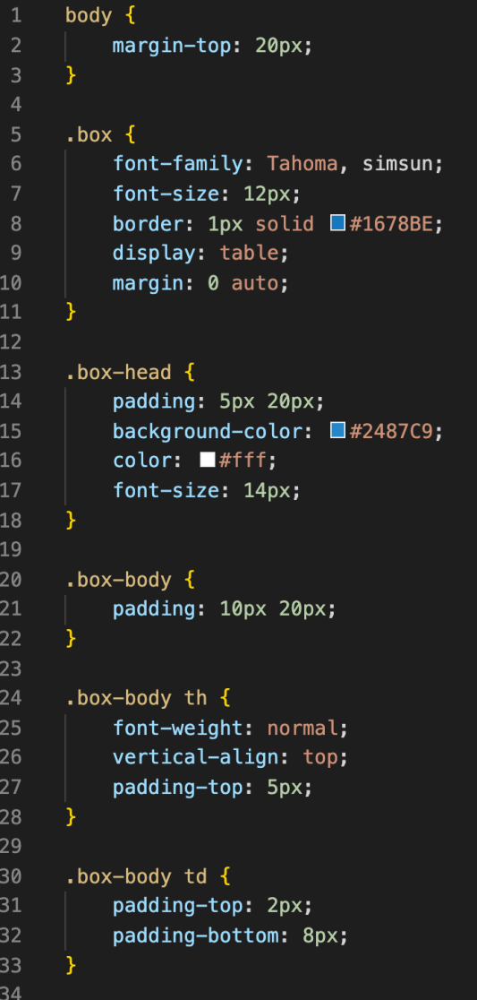 1 body {
2 margin-top: 20px;
3 }
4
5 .box {
6 font-family: Tahoma, simsun;
7 font-size: 12px;
8 border: 1px solid #1678BE;
9 display: table;
10 margin: 0 auto;
11 }
12
13 .box-head {
14 padding: 5px 20px;
15 background-color: #2487C9;
16 color: #fff;
17 font-size: 14px;
18 }
19
20 .box-body {
21 padding: 10px 20px;
22 }
23
24 .box-body th {
25 font-weight: normal;
26 vertical-align: top;
27 padding-top: 5px;
28 }
29
30 .box-body td {
31 padding-top: 2px;
32 padding-bottom: 8px;
33 }
34